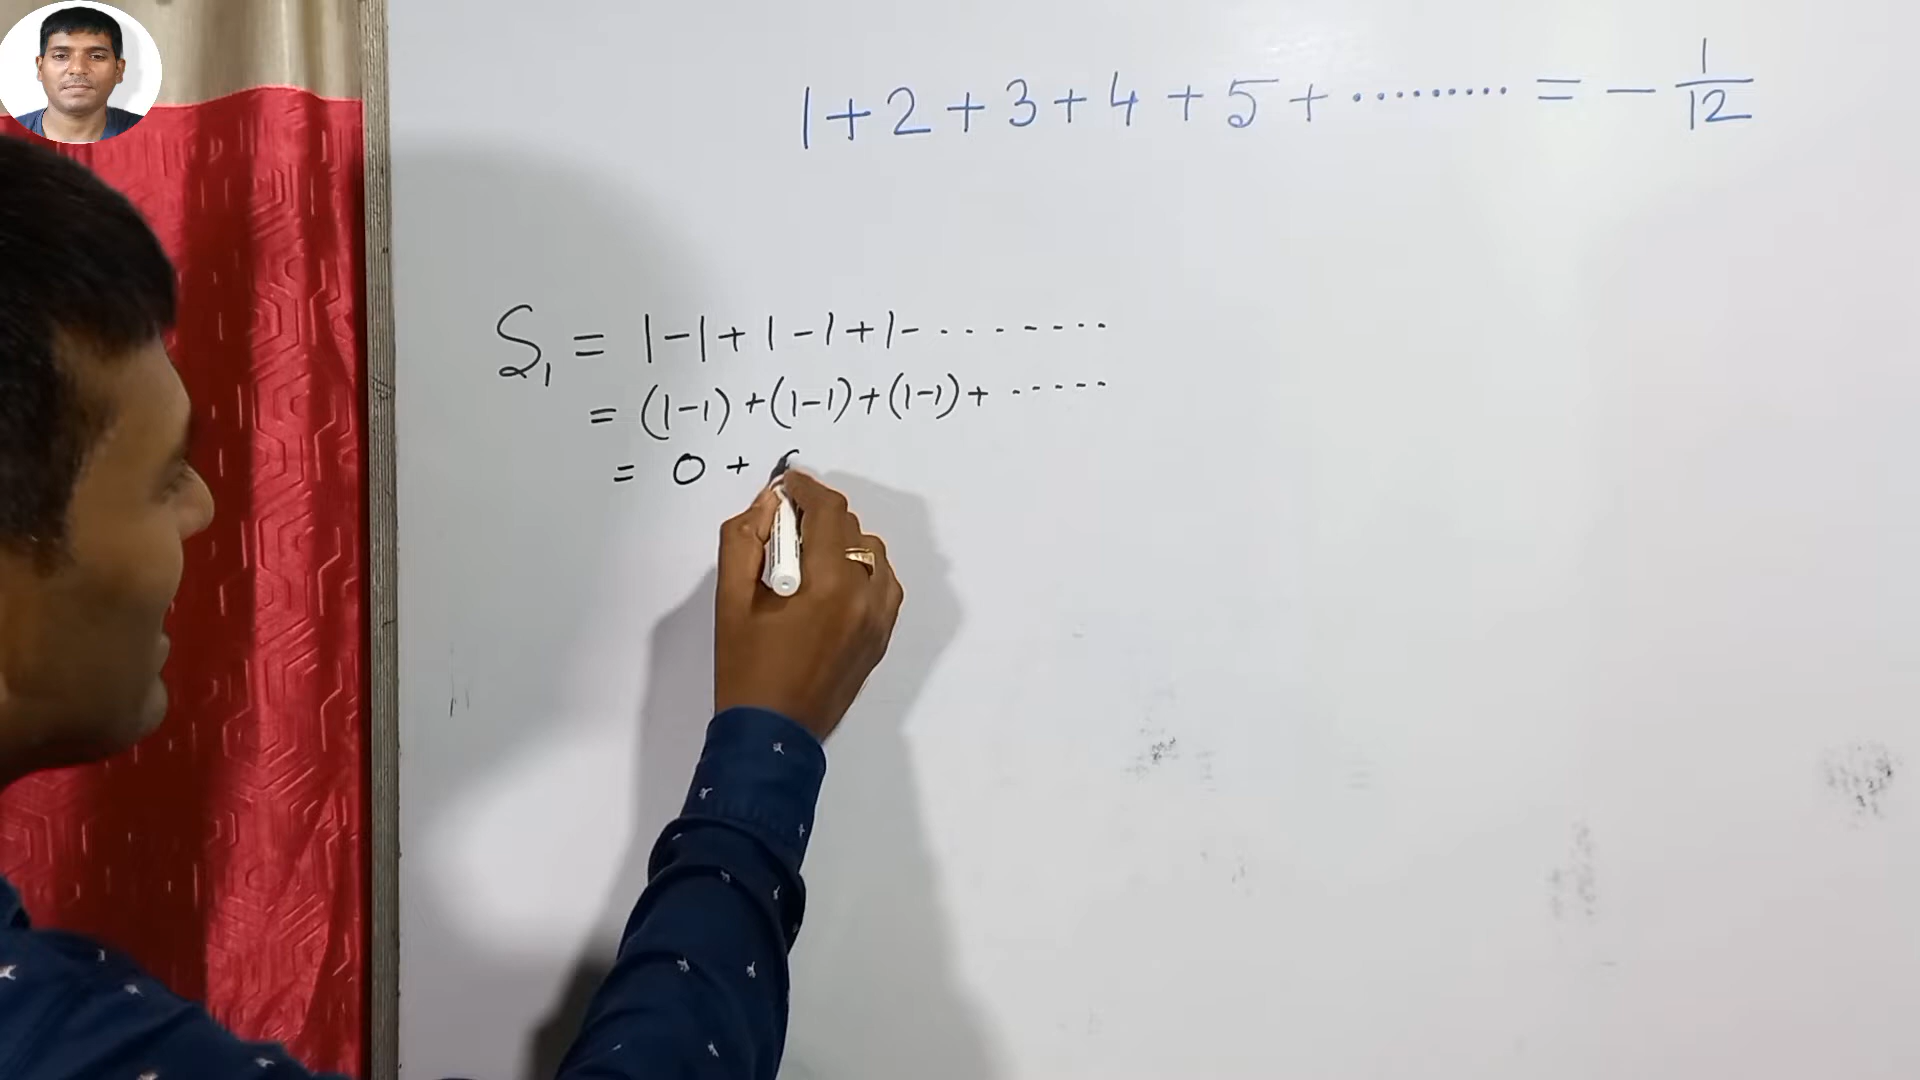 1+2+3+4+5+......... = - 1/12
S₁ = 1-1+1-1+1- ........
= (1-1)+(1-1)+(1-1)+ .....
= 0 +